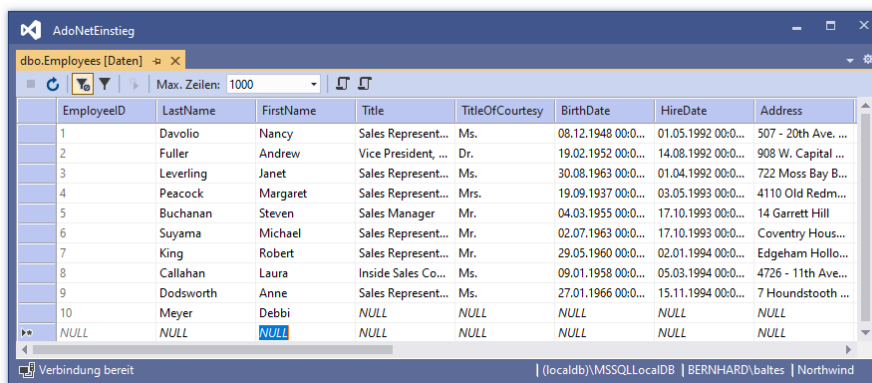 AdoNetEinstieg
dbo.Employees [Daten]
Max. Zeilen: 1000
EmployeeID LastName FirstName Title TitleOfCourtesy BirthDate HireDate Address
1 Davolio Nancy Sales Represent... Ms. 08.12.1948 00:0... 01.05.1992 00:0... 507 - 20th Ave. ...
2 Fuller Andrew Vice President, ... Dr. 19.02.1952 00:0... 14.08.1992 00:0... 908 W. Capital ...
3 Leverling Janet Sales Represent... Ms. 30.08.1963 00:0... 01.04.1992 00:0... 722 Moss Bay B...
4 Peacock Margaret Sales Represent... Mrs. 19.09.1937 00:0... 03.05.1993 00:0... 4110 Old Redm...
5 Buchanan Steven Sales Manager Mr. 04.03.1955 00:0... 17.10.1993 00:0... 14 Garrett Hill
6 Suyama Michael Sales Represent... Mr. 02.07.1963 00:0... 17.10.1993 00:0... Coventry Hous...
7 King Robert Sales Represent... Mr. 29.05.1960 00:0... 02.01.1994 00:0... Edgeham Hollo...
8 Callahan Laura Inside Sales Co... Ms. 09.01.1958 00:0... 05.03.1994 00:0... 4726 - 11th Ave...
9 Dodsworth Anne Sales Represent... Ms. 27.01.1966 00:0... 15.11.1994 00:0... 7 Houndstooth ...
10 Meyer Debbi NULL NULL NULL NULL NULL
NULL NULL NULL NULL NULL NULL NULL NULL
Verbindung bereit | (localdb)\MSSQLLocalDB | BERNHARD\baltes | Northwind